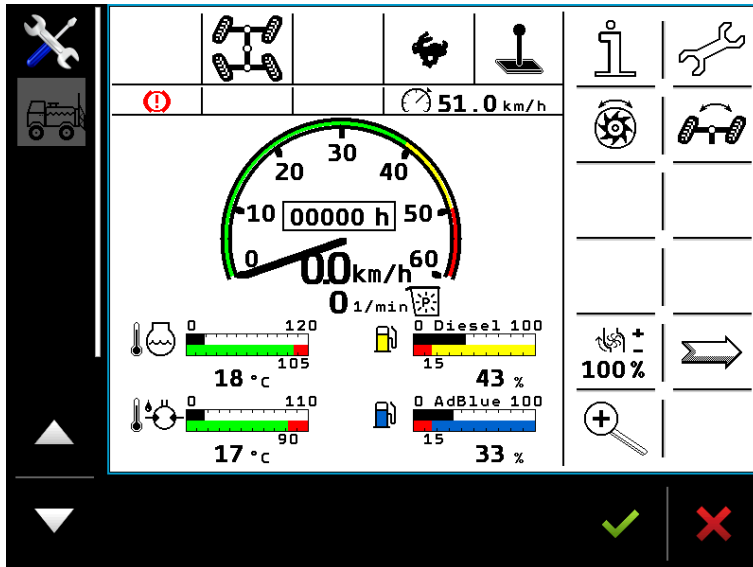 51.0 km/h
30
20
40
10
00000 h
50
0
0.0 km/h
60
0 1/min
P
0
120
105
18 °C
0 Diesel 100
15
43 %
0
110
90
17 °C
0 AdBlue 100
15
33 %
i
+
-
100 %